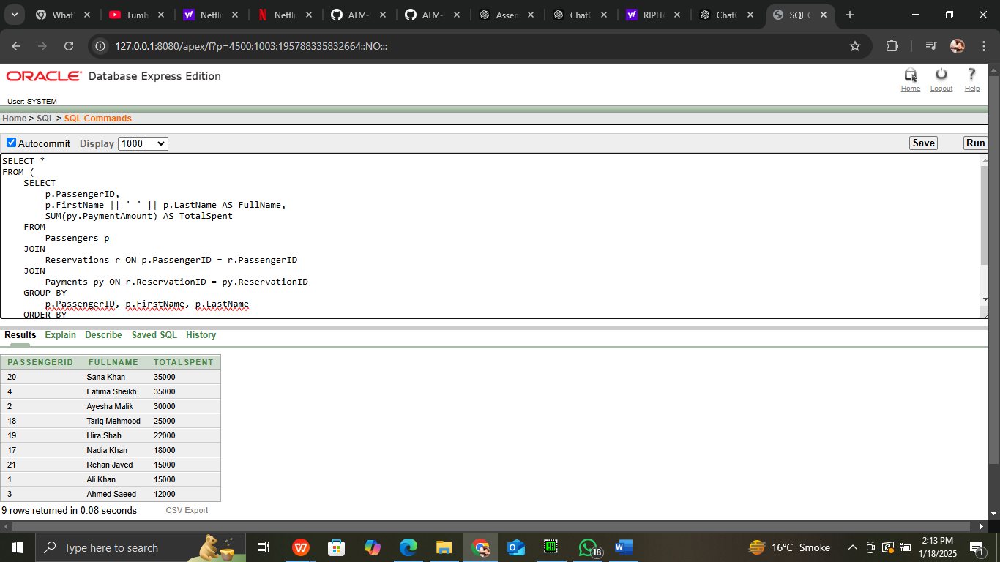 What'
Tumh
Netfli
Netfli
ATM-
ATM-
Assen
ChatG
RIPHA
ChatG
SQL C
127.0.0.1:8080/apex/f?p=4500:1003:195788335832664::NO:::
ORACLE Database Express Edition
Home Logout Help
User: SYSTEM
Home > SQL > SQL Commands
Autocommit Display 1000 Save Run
SELECT *
FROM (
SELECT
p.PassengerID,
p.FirstName || ' ' || p.LastName AS FullName,
SUM(py.PaymentAmount) AS TotalSpent
FROM
Passengers p
JOIN
Reservations r ON p.PassengerID = r.PassengerID
JOIN
Payments py ON r.ReservationID = py.ReservationID
GROUP BY
p.PassengerID, p.FirstName, p.LastName
ORDER BY
Results Explain Describe Saved SQL History
PASSENGERID FULLNAME TOTALSPENT
20 Sana Khan 35000
4 Fatima Sheikh 35000
2 Ayesha Malik 30000
18 Tariq Mehmood 25000
19 Hira Shah 22000
17 Nadia Khan 18000
21 Rehan Javed 15000
1 Ali Khan 15000
3 Ahmed Saeed 12000
9 rows returned in 0.08 seconds CSV Export
Type here to search
18
16°C Smoke
2:13 PM
1/18/2025
1